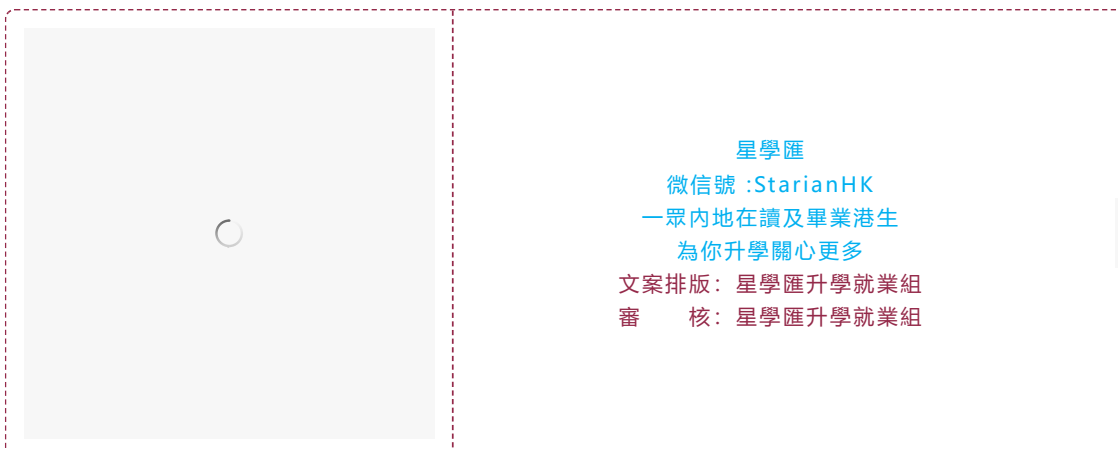 星學匯
微信號 :StarianHK
一眾內地在讀及畢業港生
為你升學關心更多
文案排版：星學匯升學就業組
審　　核：星學匯升學就業組